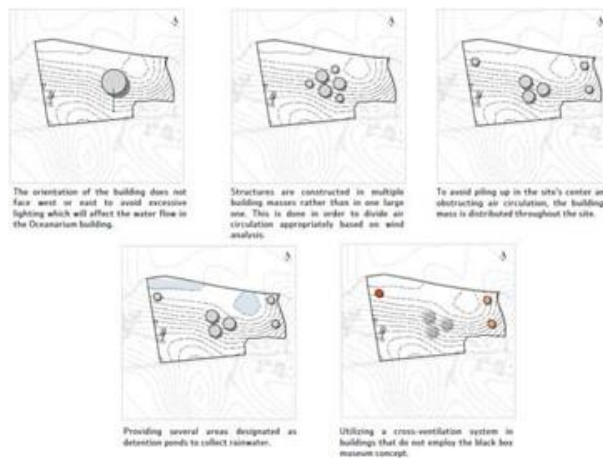 The orientation of the building does not
face west or east to avoid excessive
lighting which will affect the water flow in
the Oceanarium building.
Structures are constructed in multiple
building masses rather than in one large
one. This is done in order to divide air
circulation appropriately based on wind
analysis.
To avoid piling up in the site's center an
obstructing air circulation, the building
mass is distributed throughout the site.
Providing several areas designated as
detention ponds to collect rainwater.
Utilizing a cross-ventilation system in
buildings that do not employ the black box
museum concept.